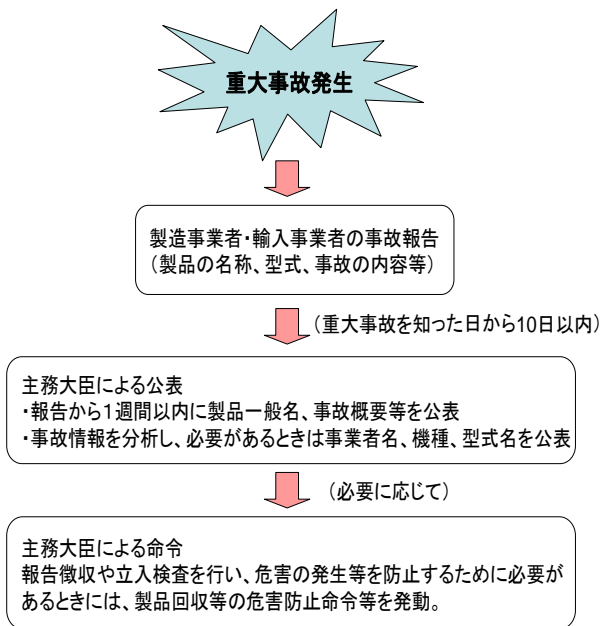 重大事故発生
製造事業者・輸入事業者の事故報告
（製品の名称、型式、事故の内容等）
（重大事故を知った日から10日以内）
主務大臣による公表
・報告から1週間以内に製品一般名、事故概要等を公表
・事故情報を分析し、必要があるときは事業者名、機種、型式名を公表
（必要に応じて）
主務大臣による命令
報告徴収や立入検査を行い、危害の発生等を防止するために必要が
あるときには、製品回収等の危害防止命令等を発動。